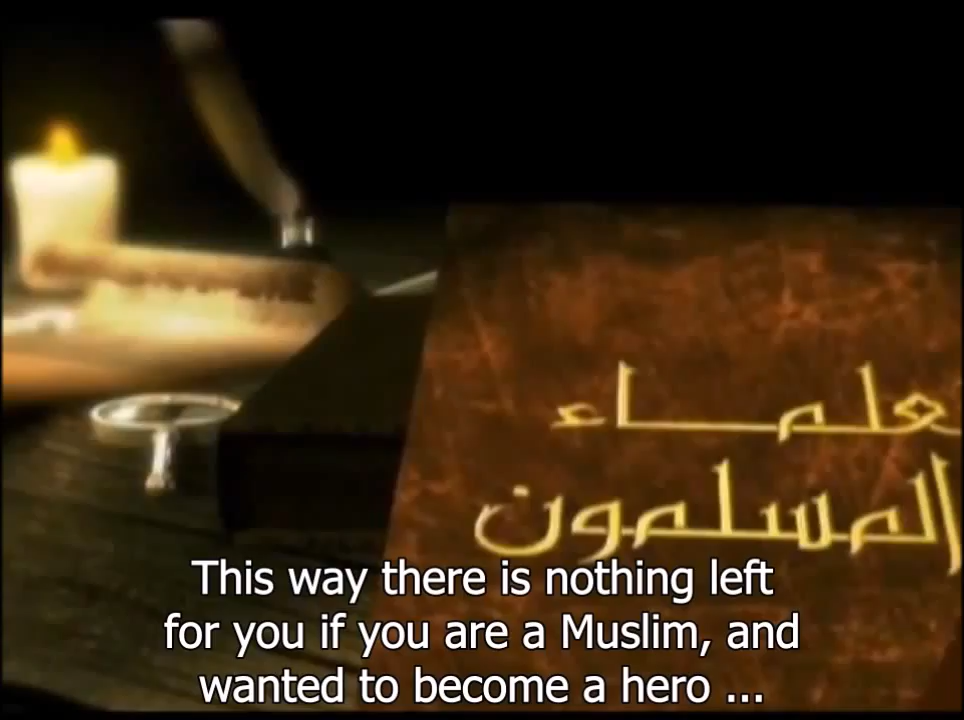 علماء
المسلمون
This way there is nothing left
for you if you are a Muslim, and
wanted to become a hero ...